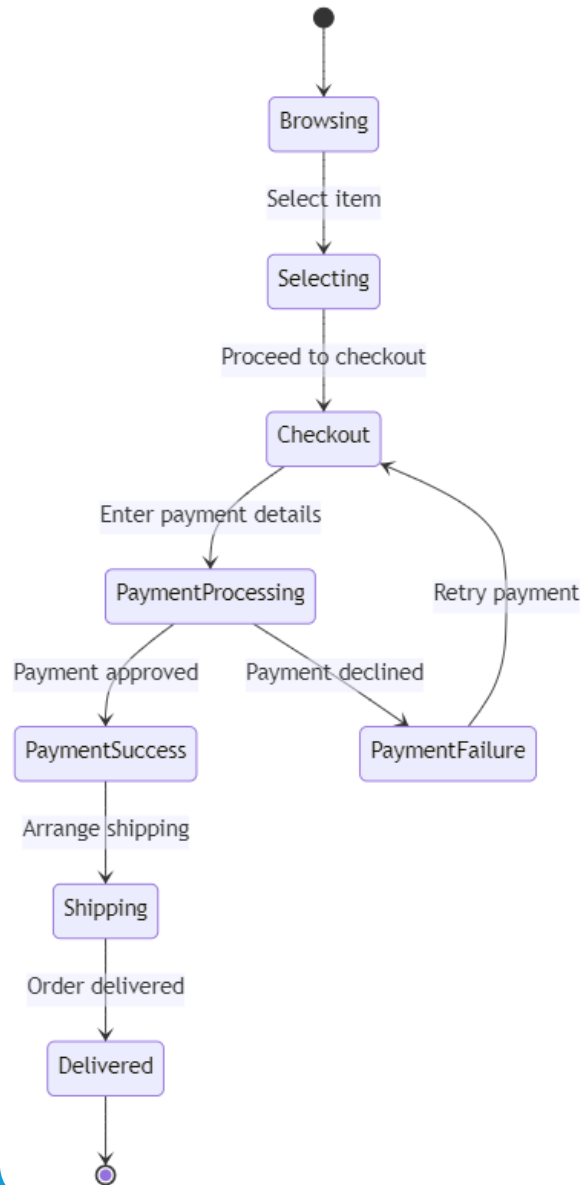 Browsing
Select item
Selecting
Proceed to checkout
Checkout
Enter payment details
PaymentProcessing
Retry payment
Payment approved
Payment declined
PaymentSuccess
PaymentFailure
Arrange shipping
Shipping
Order delivered
Delivered